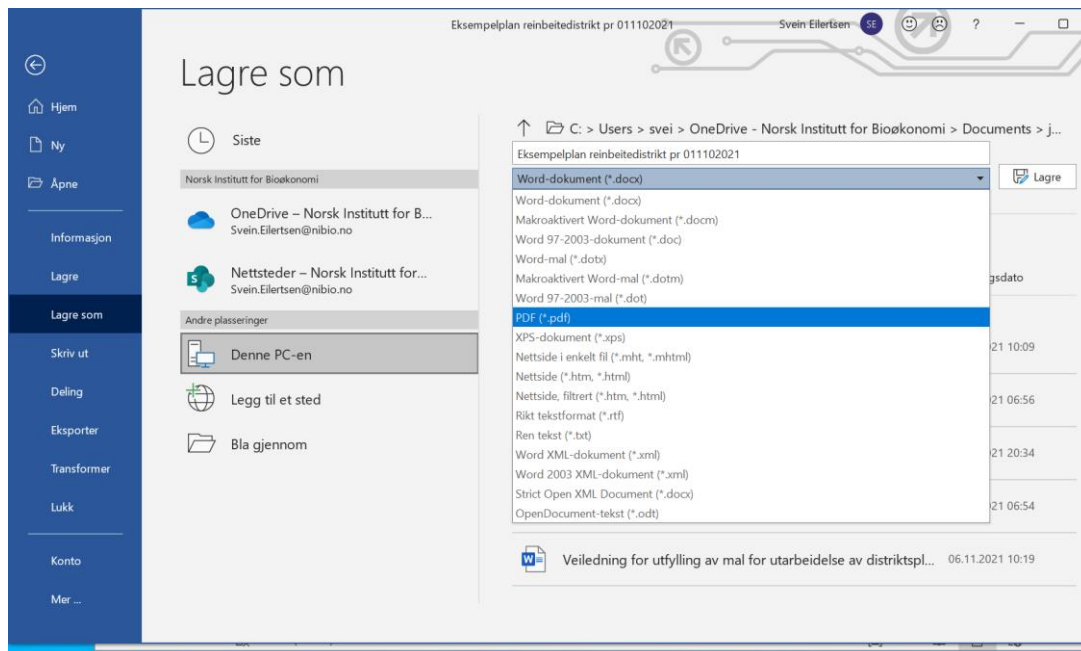 Eksempelplan reinbeitedistrikt pr 011102021
Svein Eilertsen
SE
?
Hjem
Ny
Åpne
Informasjon
Lagre
Lagre som
Skriv ut
Deling
Eksporter
Transformer
Lukk
Konto
Mer ...
Lagre som
Siste
Norsk Institutt for Bioøkonomi
OneDrive – Norsk Institutt for B...
Svein.Eilertsen@nibio.no
S
Nettsteder – Norsk Institutt for...
Svein.Eilertsen@nibio.no
Andre plasseringer
Denne PC-en
Legg til et sted
Bla gjennom
C: > Users > svei > OneDrive - Norsk Institutt for Bioøkonomi > Documents > j...
Eksempelplan reinbeitedistrikt pr 011102021
Word-dokument (*.docx)
Lagre
Word-dokument (*.docx)
Makroaktivert Word-dokument (*.docm)
Word 97-2003-dokument (*.doc)
Word-mal (*.dotx)
Makroaktivert Word-mal (*.dotm)
Word 97-2003-mal (*.dot)
PDF (*.pdf)
XPS-dokument (*.xps)
Nettside i enkelt fil (*.mht, *.mhtml)
Nettside (*.htm, *.html)
Nettside, filtrert (*.htm, *.html)
Rikt tekstformat (*.rtf)
Ren tekst (*.txt)
Word XML-dokument (*.xml)
Word 2003 XML-dokument (*.xml)
Strict Open XML Document (*.docx)
OpenDocument-tekst (*.odt)
gsdato
21 10:09
21 06:56
21 20:34
21 06:54
W
Veiledning for utfylling av mal for utarbeidelse av distriktspl... 06.11.2021 10:19